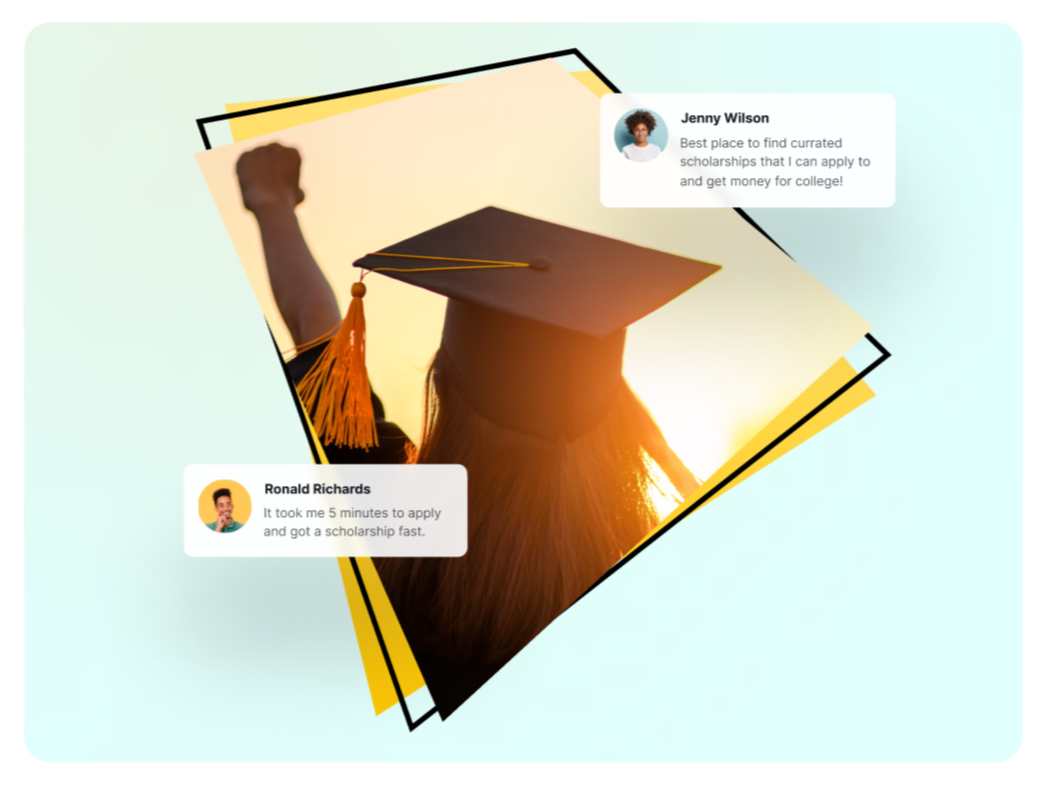 Jenny Wilson
Best place to find currated
scholarships that I can apply to
and get money for college!
Ronald Richards
It took me 5 minutes to apply
and got a scholarship fast.